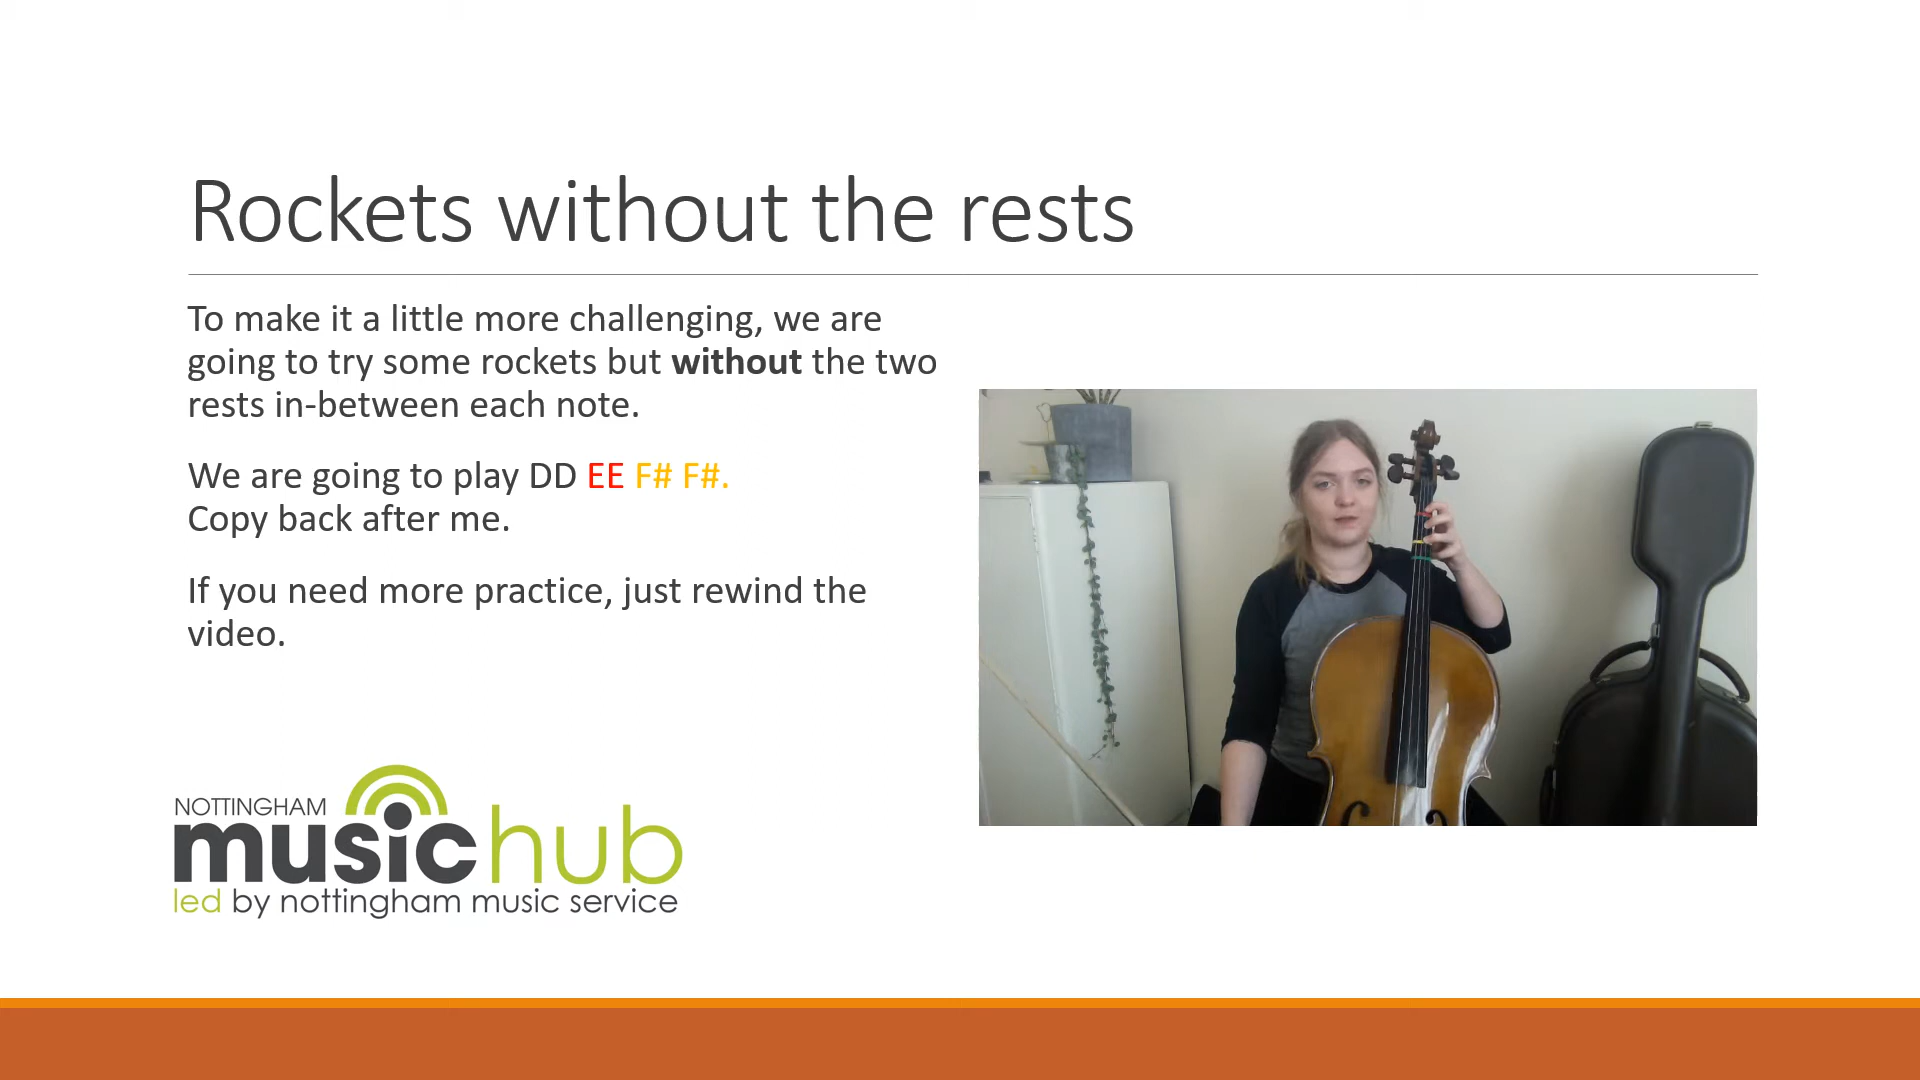 Rockets without the rests
To make it a little more challenging, we are
going to try some rockets but without the two
rests in-between each note.
We are going to play DD EE F# F#.
Copy back after me.
If you need more practice, just rewind the
video.
NOTTINGHAM
musichub
led by nottingham music service